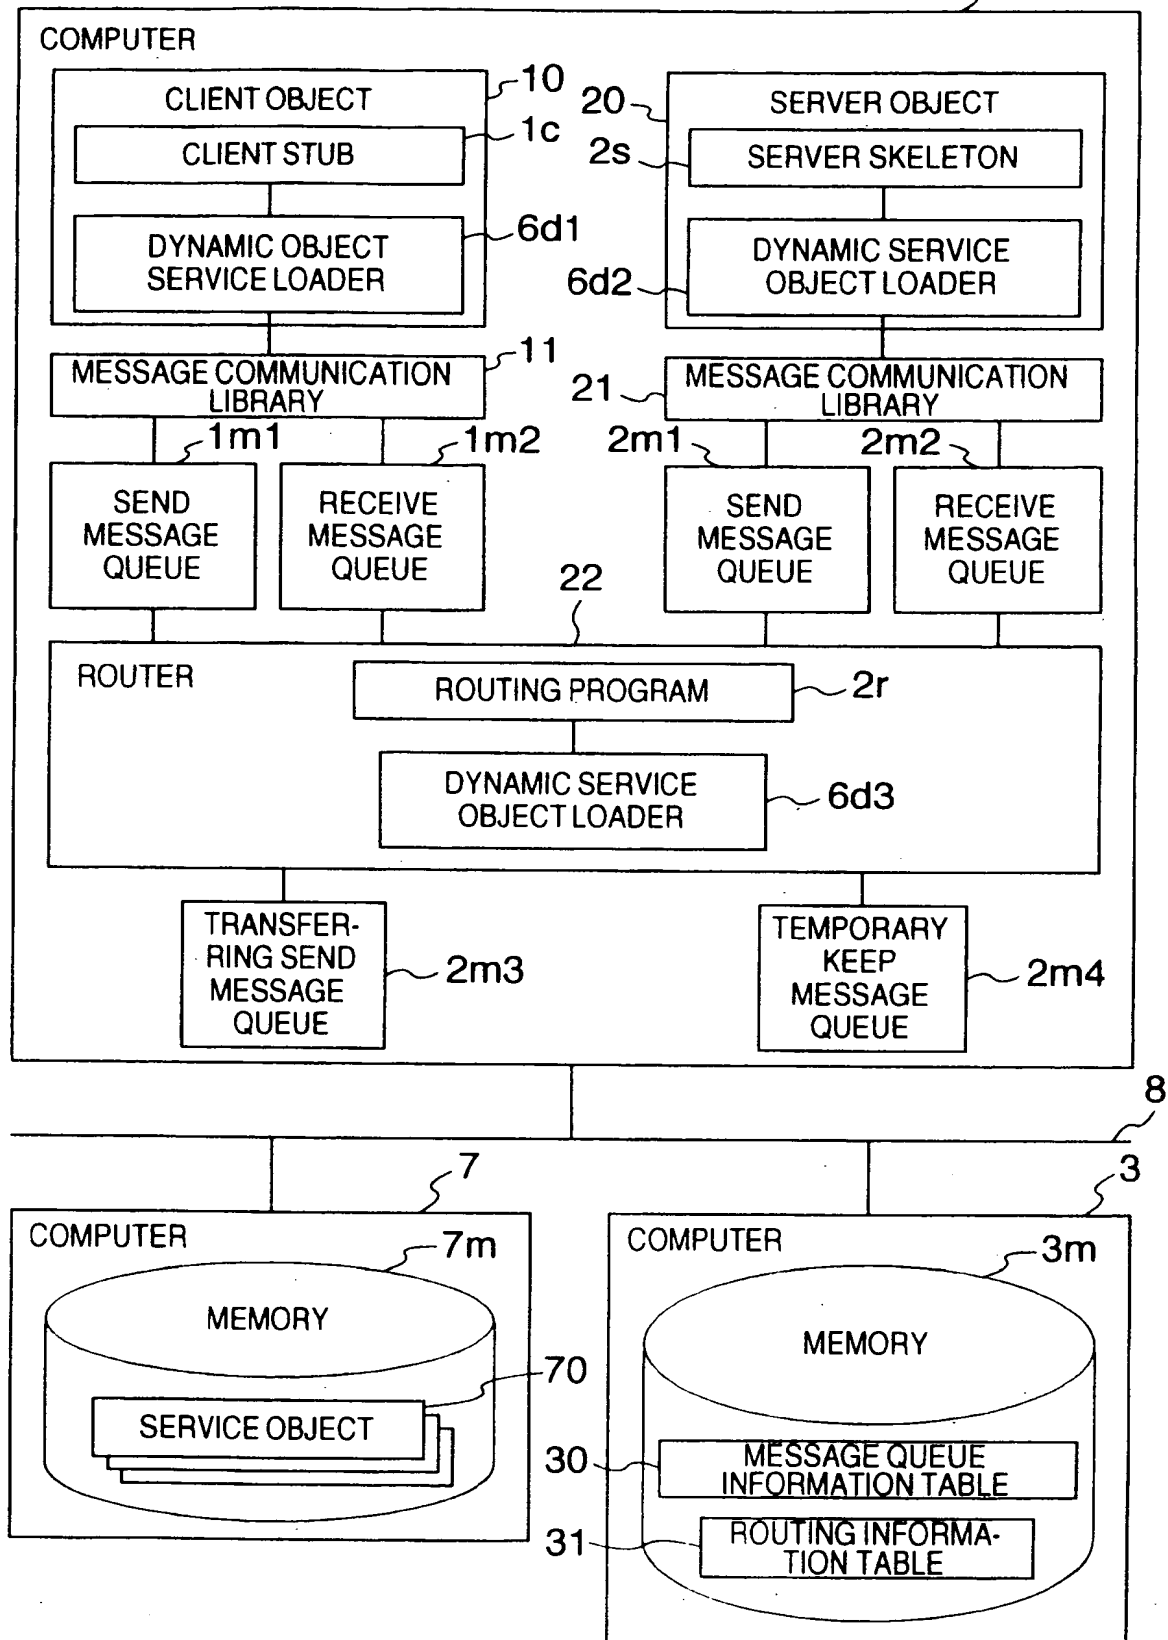 COMPUTER
CLIENT OBJECT
10
CLIENT STUB
1c
DYNAMIC OBJECT
SERVICE LOADER
6d1
20
SERVER OBJECT
2s
SERVER SKELETON
6d2
DYNAMIC SERVICE
OBJECT LOADER
MESSAGE COMMUNICATION
LIBRARY
11
21
MESSAGE COMMUNICATION
LIBRARY
1m1
1m2
2m1
2m2
SEND
MESSAGE
QUEUE
RECEIVE
MESSAGE
QUEUE
SEND
MESSAGE
QUEUE
RECEIVE
MESSAGE
QUEUE
22
ROUTER
ROUTING PROGRAM
2r
DYNAMIC SERVICE
OBJECT LOADER
6d3
TRANSFER-
RING SEND
MESSAGE
QUEUE
2m3
TEMPORARY
KEEP
MESSAGE
QUEUE
2m4
8
7
3
COMPUTER
7m
MEMORY
70
SERVICE OBJECT
COMPUTER
3m
MEMORY
30
MESSAGE QUEUE
INFORMATION TABLE
31
ROUTING INFORMA-
TION TABLE